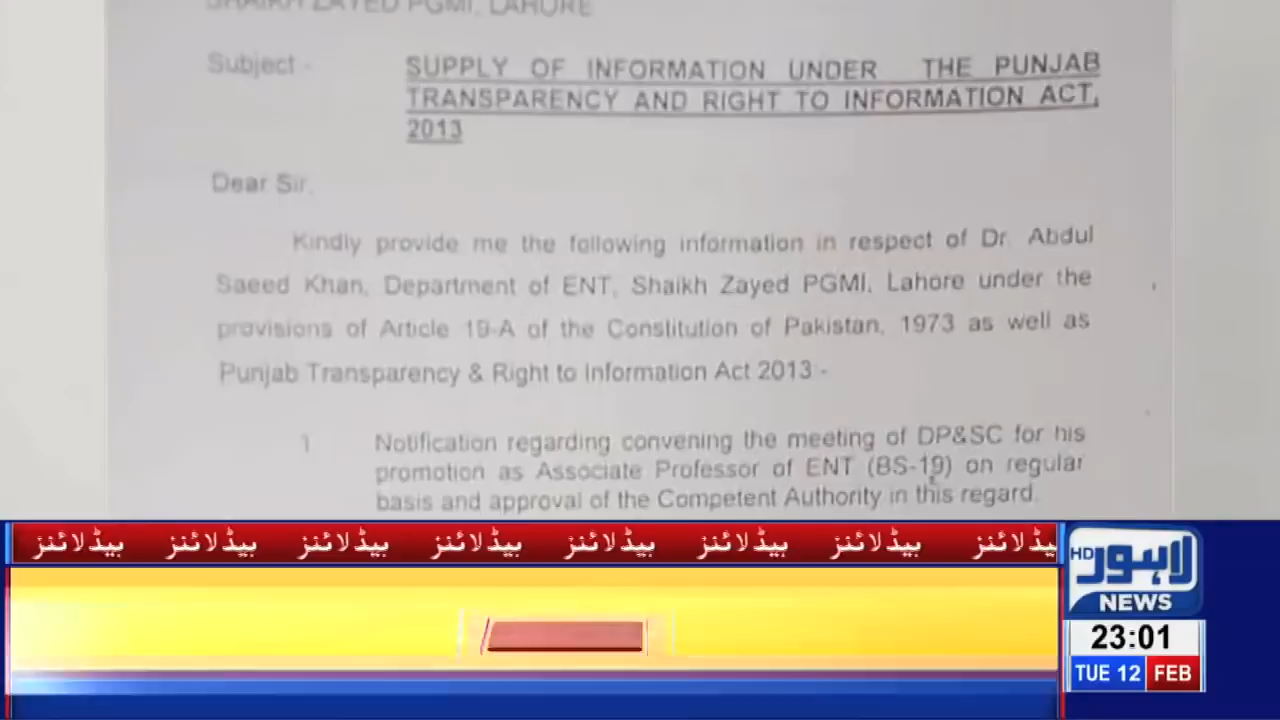 SHAIKH ZAYED PGMI, LAHORE
Subject:-
SUPPLY OF INFORMATION UNDER THE PUNJAB
TRANSPARENCY AND RIGHT TO INFORMATION ACT,
2013
Dear Sir,
Kindly provide me the following information in respect of Dr. Abdul
Saeed Khan, Department of ENT, Shaikh Zayed PGMI, Lahore under the
provisions of Article 19-A of the Constitution of Pakistan, 1973 as well as
Punjab Transparency & Right to Information Act 2013:-
1. Notification regarding convening the meeting of DP&SC for his
promotion as Associate Professor of ENT (BS-19) on regular
basis and approval of the Competent Authority in this regard.
ہیڈلائنز ہیڈلائنز ہیڈلائنز ہیڈلائنز ہیڈلائنز ہیڈلائنز ہیڈلائنز ہیڈلائنز
HD لاہور
NEWS
23:01
TUE 12 FEB